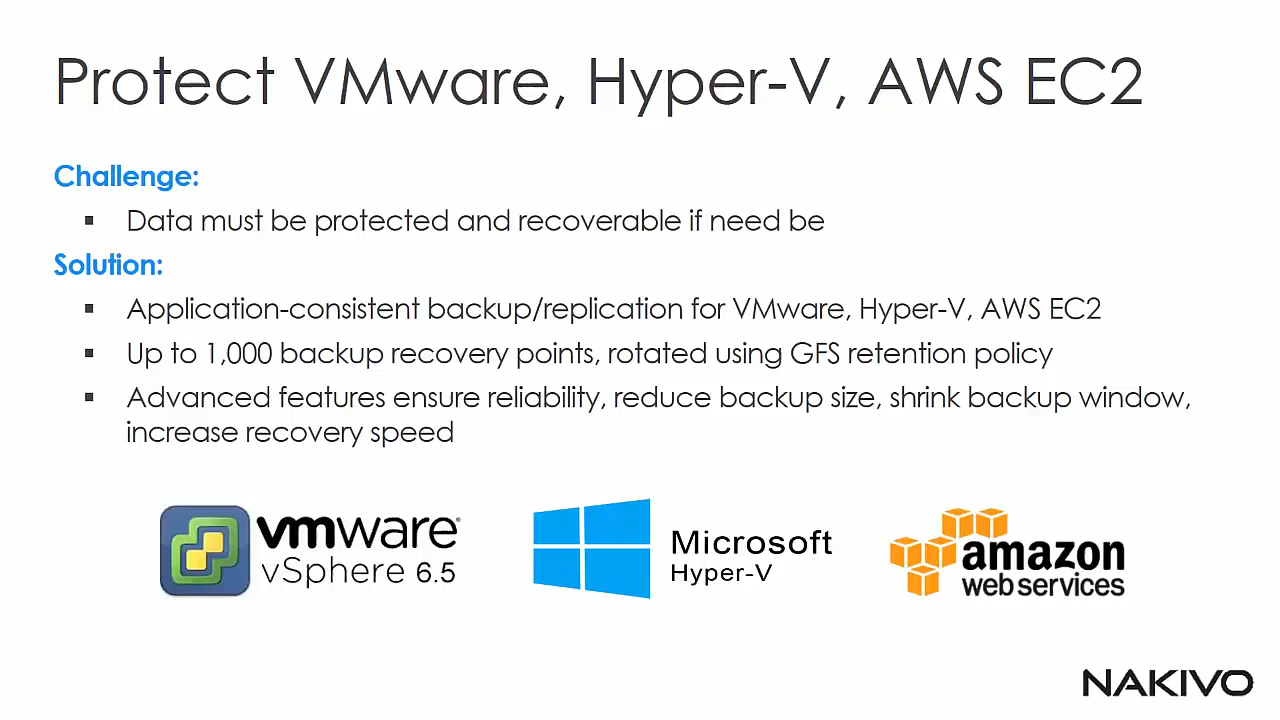 Protect VMware, Hyper-V, AWS EC2
Challenge:
▪ Data must be protected and recoverable if need be
Solution:
▪ Application-consistent backup/replication for VMware, Hyper-V, AWS EC2
▪ Up to 1,000 backup recovery points, rotated using GFS retention policy
▪ Advanced features ensure reliability, reduce backup size, shrink backup window,
increase recovery speed
vmware®
vSphere 6.5
Microsoft
Hyper-V
amazon
web services
NAKIVO